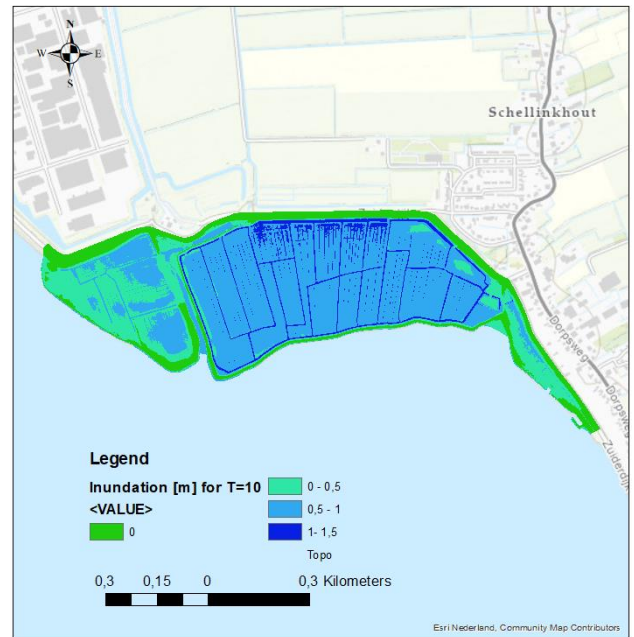 N
W E
S
Schellinkhout
Dorpsweg
Dorpsweg
Zuiderdijk
Legend
Inundation [m] for T=10
<VALUE>
0
0 - 0,5
0,5 - 1
1- 1,5
Topo
0,3 0,15 0 0,3 Kilometers
Esri Nederland, Community Map Contributors